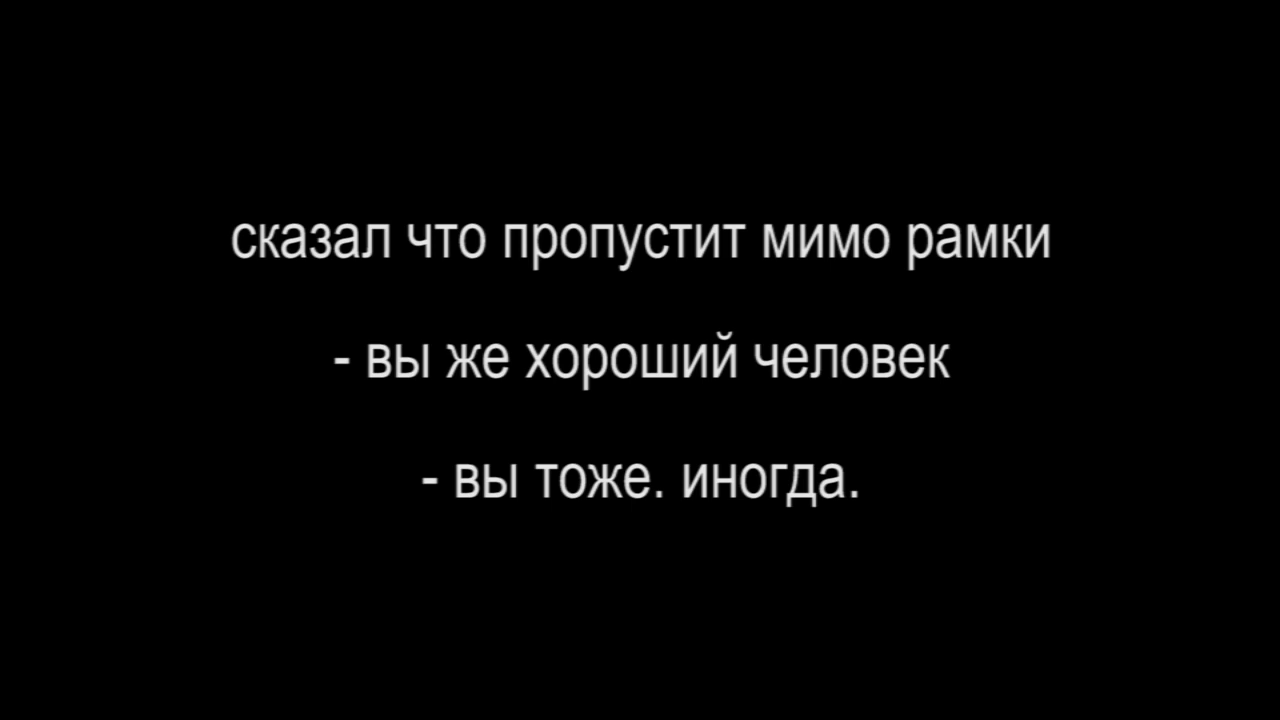 сказал что пропустит мимо рамки
- вы же хороший человек
- вы тоже. иногда.